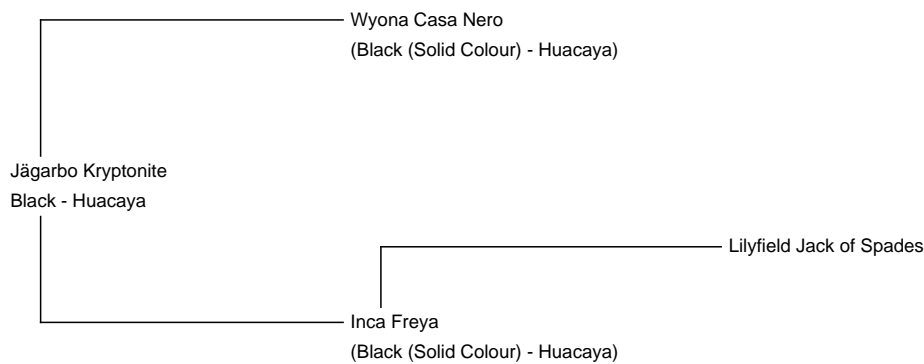 Wyona Casa Nero
(Black (Solid Colour) - Huacaya)
Jägarbo Kryptonite
Black - Huacaya
Lilyfield Jack of Spades
Inca Freya
(Black (Solid Colour) - Huacaya)